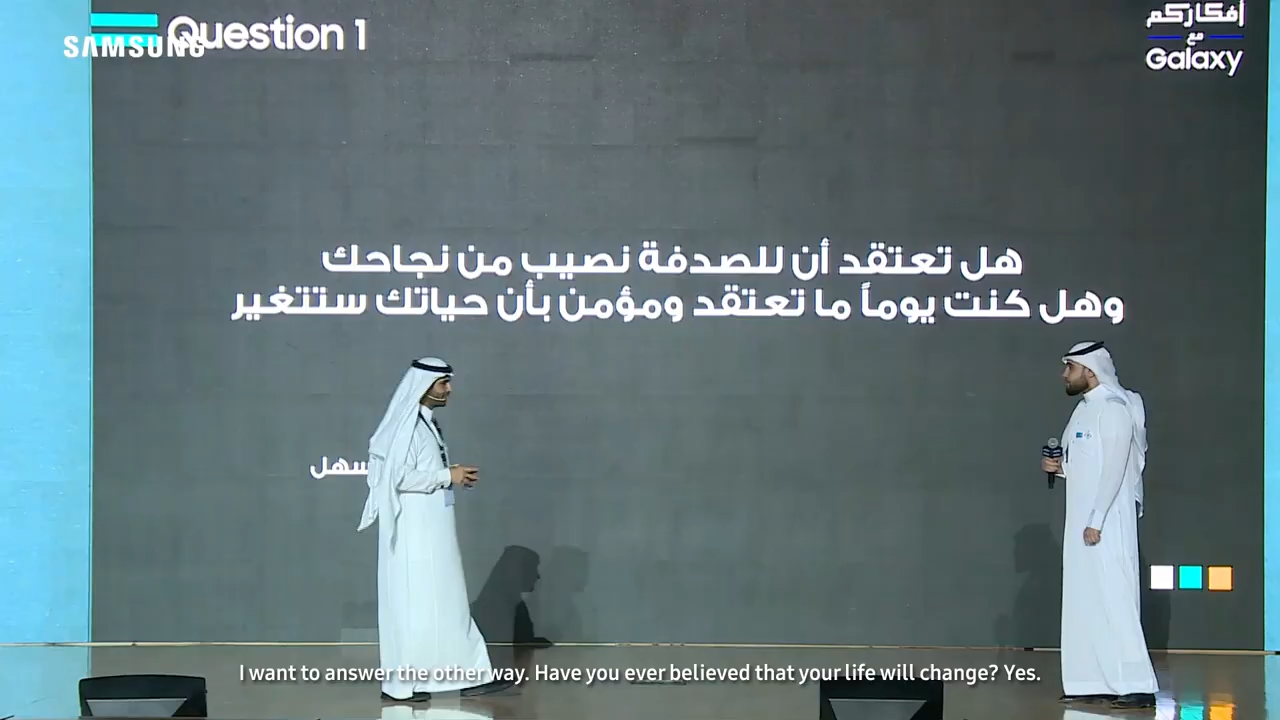 SAMSUNG
Question 1
أفكاركم
مع
Galaxy
هل تعتقد أن للصدفة نصيب من نجاحك
وهل كنت يوماً ما تعتقد ومؤمن بأن حياتك ستتغير
سهل
I want to answer the other way. Have you ever believed that your life will change? Yes.